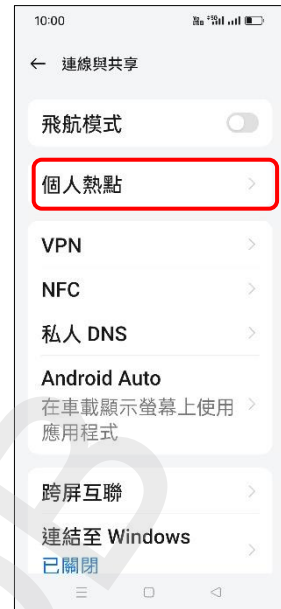 10:00
連線與共享
飛航模式
個人熱點
VPN
NFC
私人 DNS
Android Auto
在車載顯示螢幕上使用
應用程式
跨屏互聯
連結至 Windows
已關閉